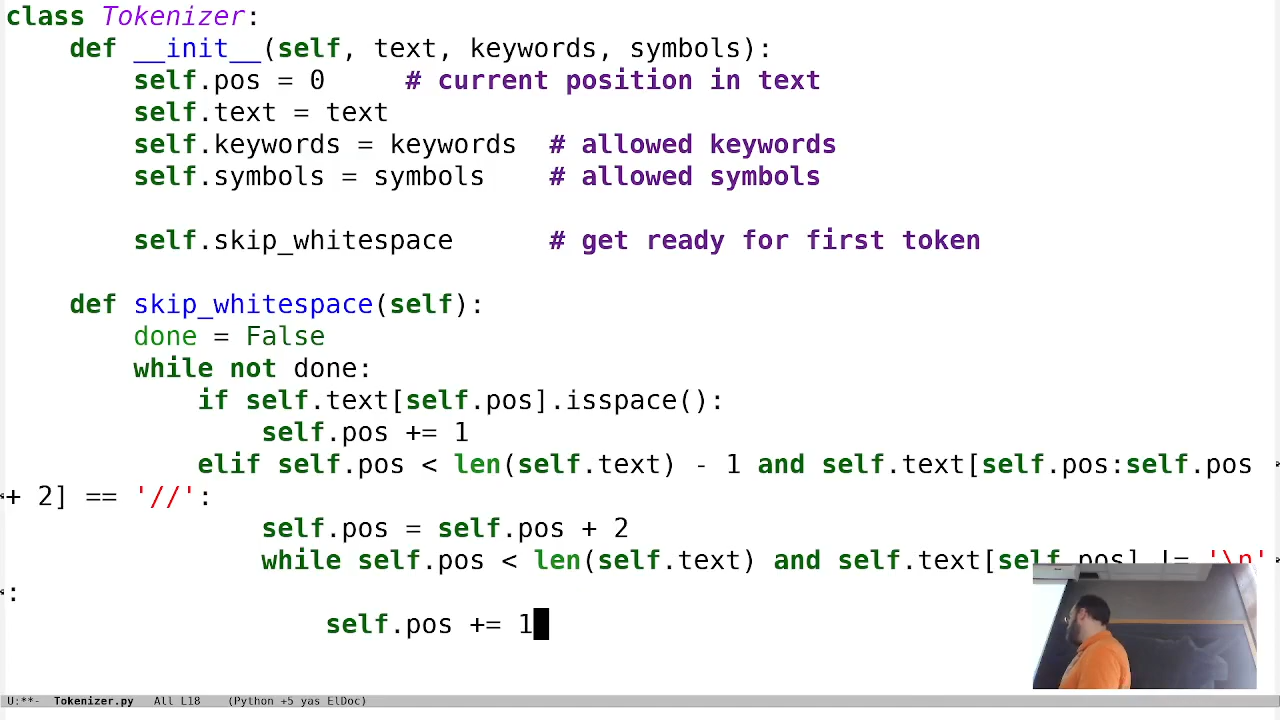 class Tokenizer:
    def __init__(self, text, keywords, symbols):
        self.pos = 0     # current position in text
        self.text = text
        self.keywords = keywords  # allowed keywords
        self.symbols = symbols    # allowed symbols

        self.skip_whitespace      # get ready for first token

    def skip_whitespace(self):
        done = False
        while not done:
            if self.text[self.pos].isspace():
                self.pos += 1
            elif self.pos < len(self.text) - 1 and self.text[self.pos:self.pos
+ 2] == '//':
                self.pos = self.pos + 2
                while self.pos < len(self.text) and self.text[self.pos] != '\n'
:
                    self.pos += 1
U:**-  Tokenizer.py   All L18    (Python +5 yas ElDoc)